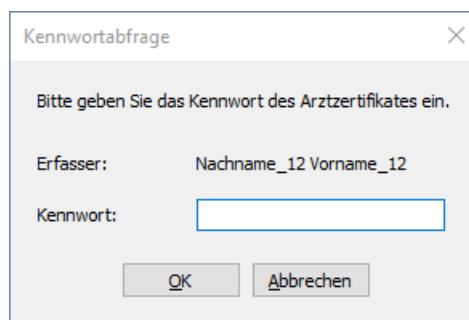 Kennwortabfrage
Bitte geben Sie das Kennwort des Arztzertifikates ein.
Erfasser: Nachname_12 Vorname_12
Kennwort:
OK Abbrechen